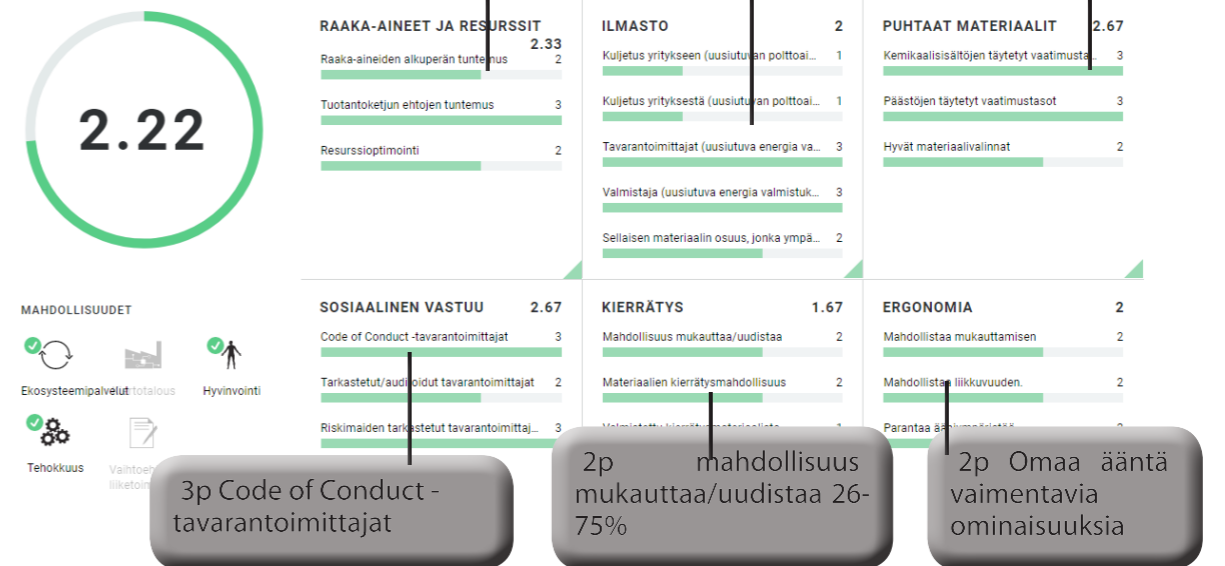 2.22
RAAKA-AINEET JA RESURSSIT
2.33
Raaka-aineiden alkuperän tuntemus 2
Tuotantoketjun ehtojen tuntemus 3
Resurssioptimointi 2
ILMASTO 2
Kuljetus yritykseen (uusiutuvan polttoai... 1
Kuljetus yrityksestä (uusiutuvan polttoai... 1
Tavarantoimittajat (uusiutuva energia va... 3
Valmistaja (uusiutuva energia valmistuk... 3
Sellaisen materiaalin osuus, jonka ympä... 2
PUHTAAT MATERIAALIT 2.67
Kemikaalisisältöjen täytetyt vaatimusta... 3
Päästöjen täytetyt vaatimustasot 3
Hyvät materiaalivalinnat 2
MAHDOLLISUUDET
Ekosysteemipalvelut
Hyvinvointi
Tehokkuus
SOSIAALINEN VASTUU 2.67
Code of Conduct -tavarantoimittajat 3
Tarkastetut/auditoidut tavarantoimittajat 2
Riskimaiden tarkastetut tavarantoimittaj... 3
KIERRÄTYS 1.67
Mahdollisuus mukauttaa/uudistaa 2
Materiaalien kierrätysmahdollisuus 2
ERGONOMIA 2
Mahdollistaa mukauttamisen 2
Mahdollistaa liikkuvuuden. 2
Parantaa
3p Code of Conduct -
tavarantoimittajat
2p mahdollisuus
mukauttaa/uudistaa 26-
75%
2p Omaa ääntä
vaimentavia
ominaisuuksia